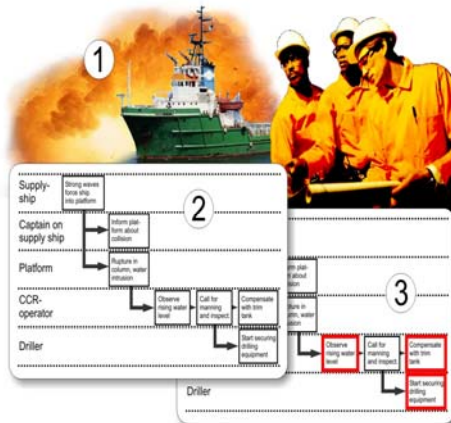 1
2
Supply-
ship
Strong waves
force ship
into platform
Captain on
supply ship
Inform plat-
form about
collision
Platform
Rupture in
column, water
intrusion
CCR-
operator
Observe
rising water
level
Call for
manning
and inspect.
Compensate
with trim
tank
Driller
Start securing
drilling
equipment
3
plat-
about
water
Observe
rising water
level
Call for
manning
and inspect.
Compensate
with trim
tank
Start securing
drilling
equipment
Driller